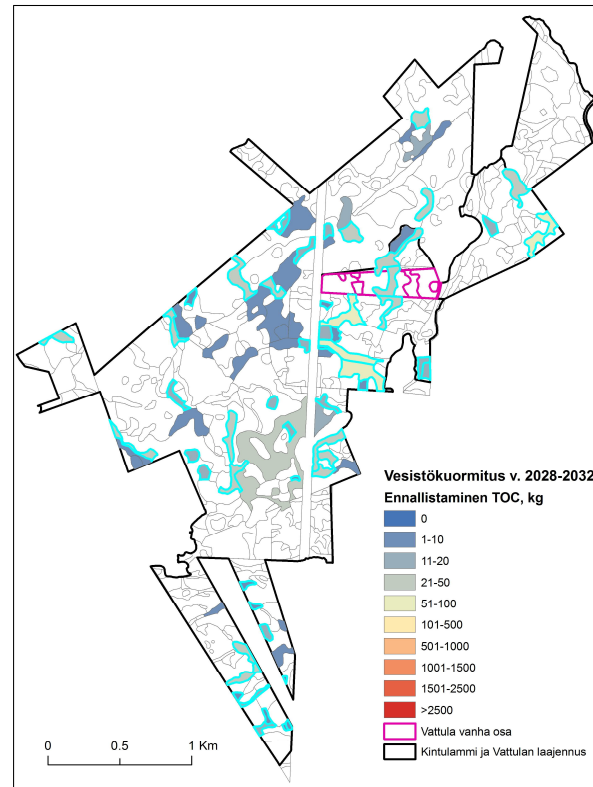 Vesistökuormitus v. 2028-2032
Ennallistaminen TOC, kg
0
1-10
11-20
21-50
51-100
101-500
501-1000
1001-1500
1501-2500
>2500
Vattula vanha osa
Kintulammi ja Vattulan laajennus
0 0.5 1 Km